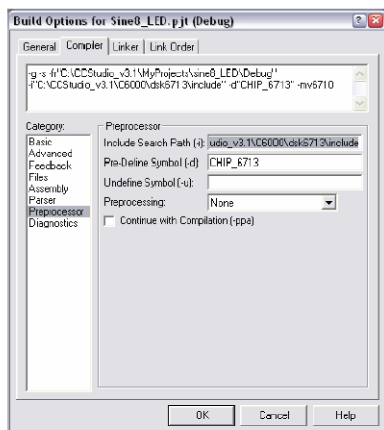 Build Options for Sine8_LED.pjt (Debug)
General Compiler Linker Link Order
-g -s -fr"C:\CCStudio_v3.1\MyProjects\sine8_LED\Debug"
-i"C:\CCStudio_v3.1\C6000\dsk6713\include" -d"CHIP_6713" -mv6710
Category:
Basic
Advanced
Feedback
Files
Assembly
Parser
Preprocessor
Diagnostics
Preprocessor
Include Search Path (-i): udio_v3.1\C6000\dsk6713\include
Pre-Define Symbol (-d): CHIP_6713
Undefine Symbol (-u):
Preprocessing: None
Continue with Compilation (-ppa)
OK Cancel Help